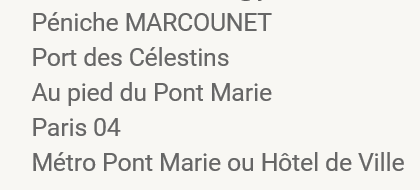 Péniche MARCOUNET
Port des Célestins
Au pied du Pont Marie
Paris 04
Métro Pont Marie ou Hôtel de Ville